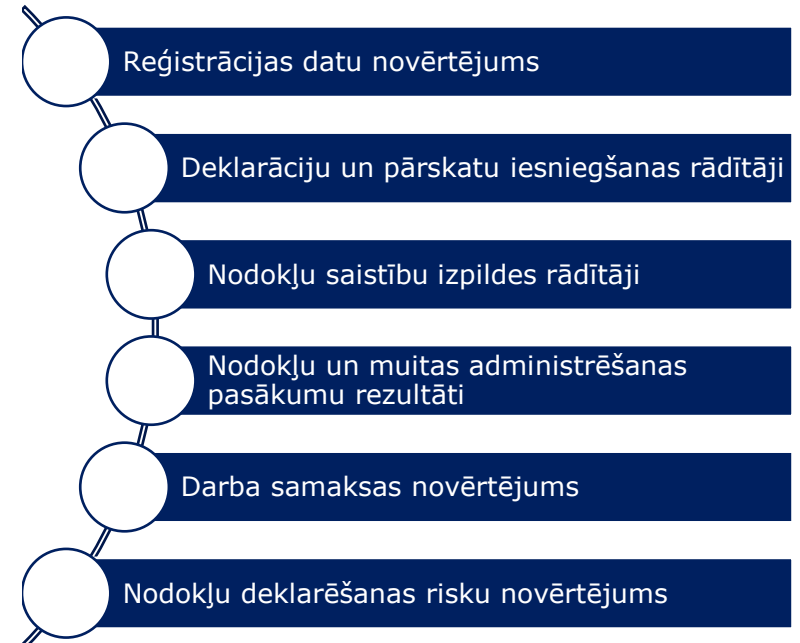 Reģistrācijas datu novērtējums
Deklarāciju un pārskatu iesniegšanas rādītāji
Nodokļu saistību izpildes rādītāji
Nodokļu un muitas administrēšanas
pasākumu rezultāti
Darba samaksas novērtējums
Nodokļu deklarēšanas risku novērtējums